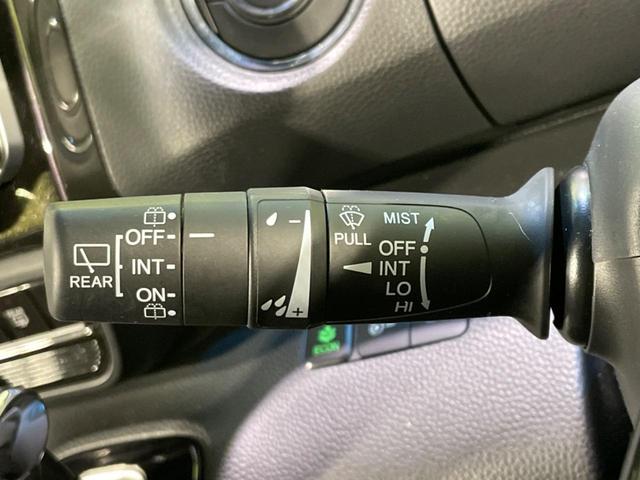 REAR
OFF
INT
ON
−
+
PULL
MIST
OFF
INT
LO
HI
ECON